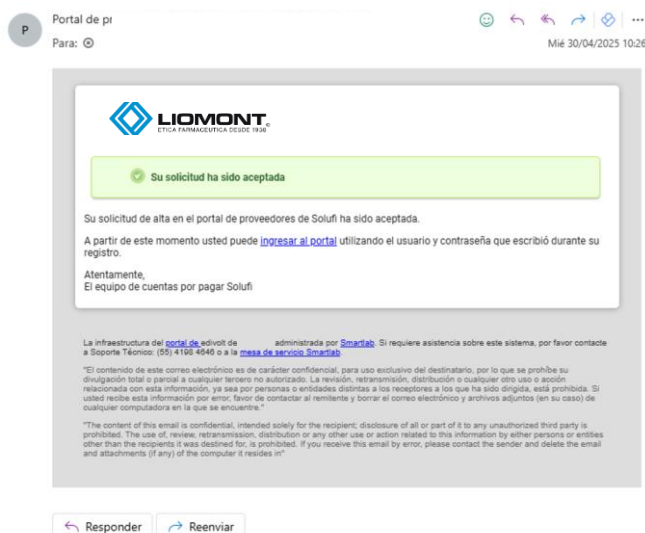 P
Portal de pr
Para:
Mié 30/04/2025 10:26
LIOMONT
ETICA FARMACEUTICA DESDE 1938
Su solicitud ha sido aceptada
Su solicitud de alta en el portal de proveedores de Solufi ha sido aceptada.
A partir de este momento usted puede ingresar al portal utilizando el usuario y contraseña que escribió durante su
registro.
Atentamente,
El equipo de cuentas por pagar Solufi
La infraestructura del portal de edivolt de administrada por Smartlab. Si requiere asistencia sobre este sistema, por favor contacte
a Soporte Técnico: (55) 4198 4646 o a la mesa de servicio Smartlab.
"El contenido de este correo electrónico es de carácter confidencial, para uso exclusivo del destinatario, por lo que se prohíbe su
divulgación total o parcial a cualquier tercero no autorizado. La revisión, retransmisión, distribución o cualquier otro uso o acción
relacionada con esta información, ya sea por personas o entidades distintas a los receptores a los que ha sido dirigida, está prohibida. Si
usted recibe esta información por error, favor de contactar al remitente y borrar el correo electrónico y archivos adjuntos (en su caso) de
cualquier computadora en la que se encuentre."
"The content of this email is confidential, intended solely for the recipient; disclosure of all or part of it to any unauthorized third party is
prohibited. The use of, review, retransmission, distribution or any other use or action related to this information by either persons or entities
other than the recipients it was destined for, is prohibited. If you receive this email by error, please contact the sender and delete the email
and attachments (if any) of the computer it resides in"
Responder
Reenviar